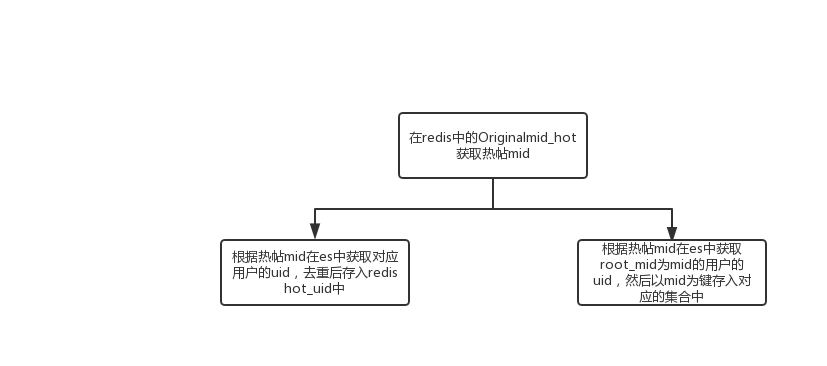 在redis中的Originalmid_hot
获取热帖mid
根据热帖mid在es中获取对应
用户的uid，去重后存入redis
hot_uid中
根据热帖mid在es中获取
root_mid为mid的用户的
uid，然后以mid为键存入对
应的集合中